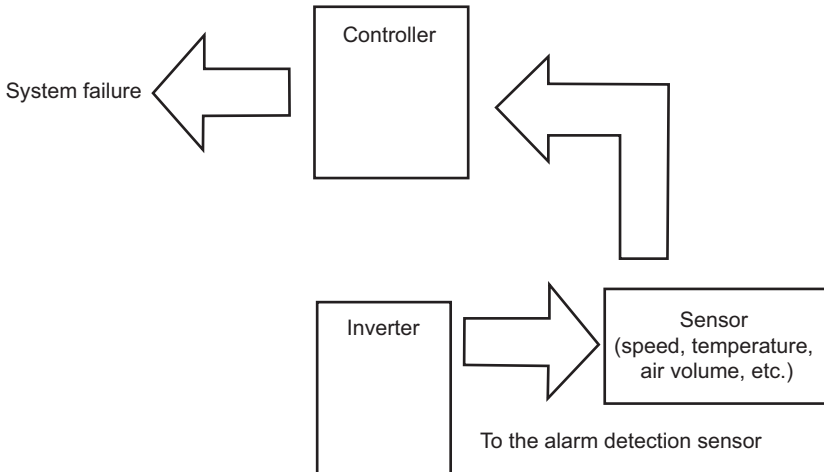 Controller
System failure
Inverter
Sensor
(speed, temperature,
air volume, etc.)
To the alarm detection sensor